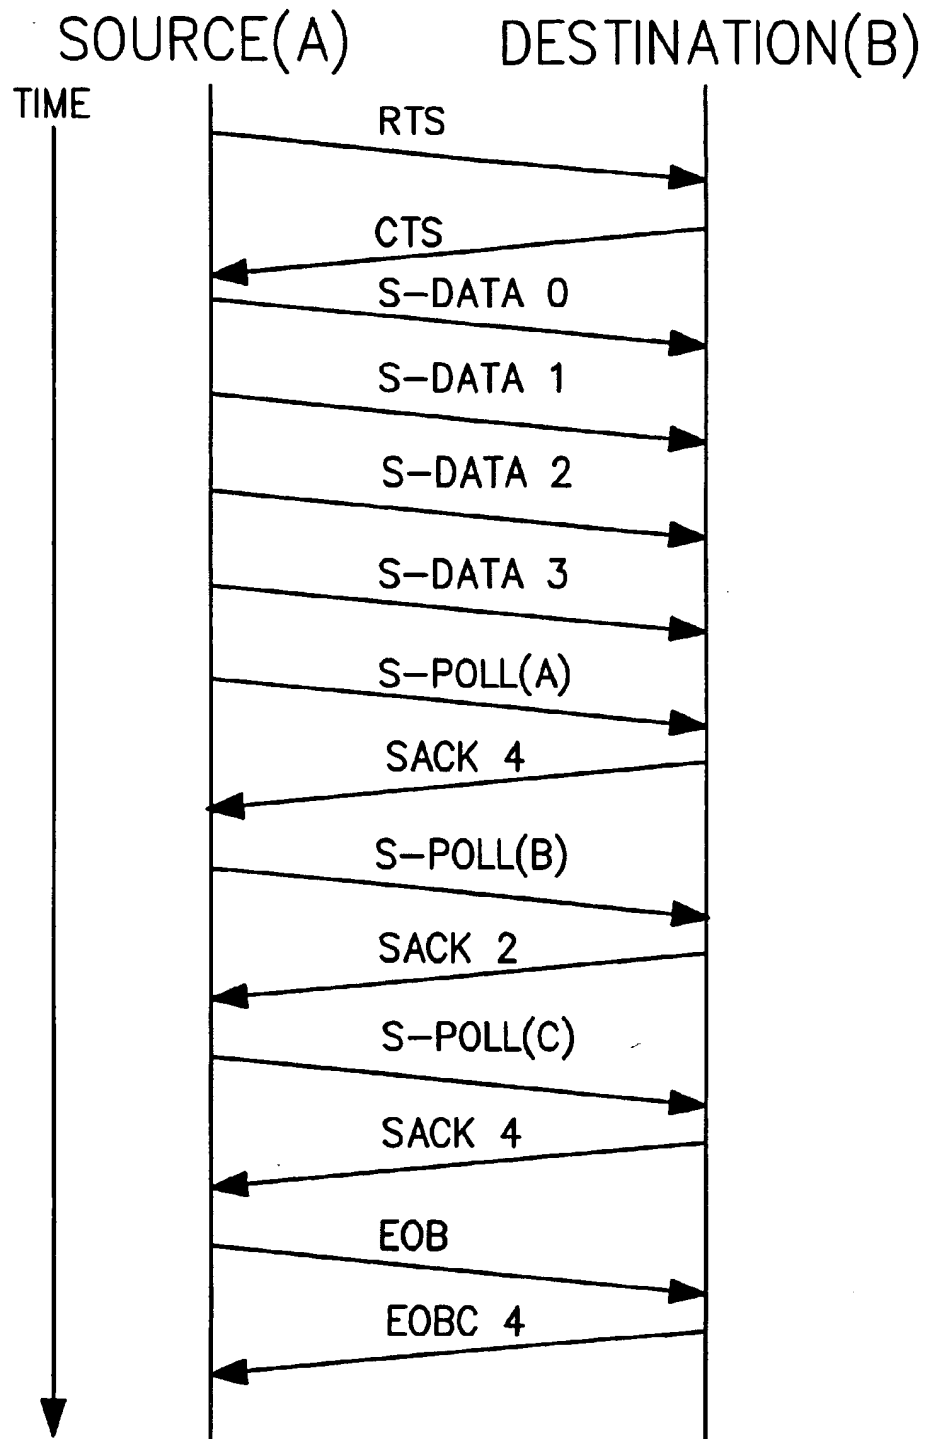 SOURCE(A) DESTINATION(B)
TIME
RTS
CTS
S-DATA 0
S-DATA 1
S-DATA 2
S-DATA 3
S-POLL(A)
SACK 4
S-POLL(B)
SACK 2
S-POLL(C)
SACK 4
EOB
EOBC 4